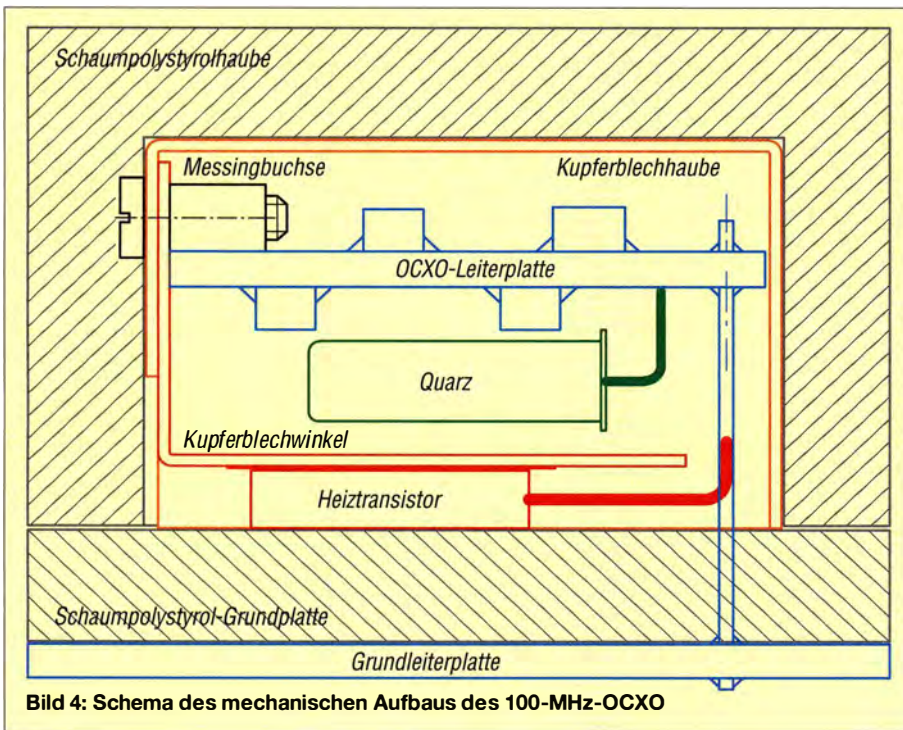 Schaumpolystyrolhaube
Messingbuchse
Kupferblechhaube
OCXO-Leiterplatte
Quarz
Kupferblechwinkel
Heiztransistor
Schaumpolystyrol-Grundplatte
Grundleiterplatte
Bild 4: Schema des mechanischen Aufbaus des 100-MHz-OCXO